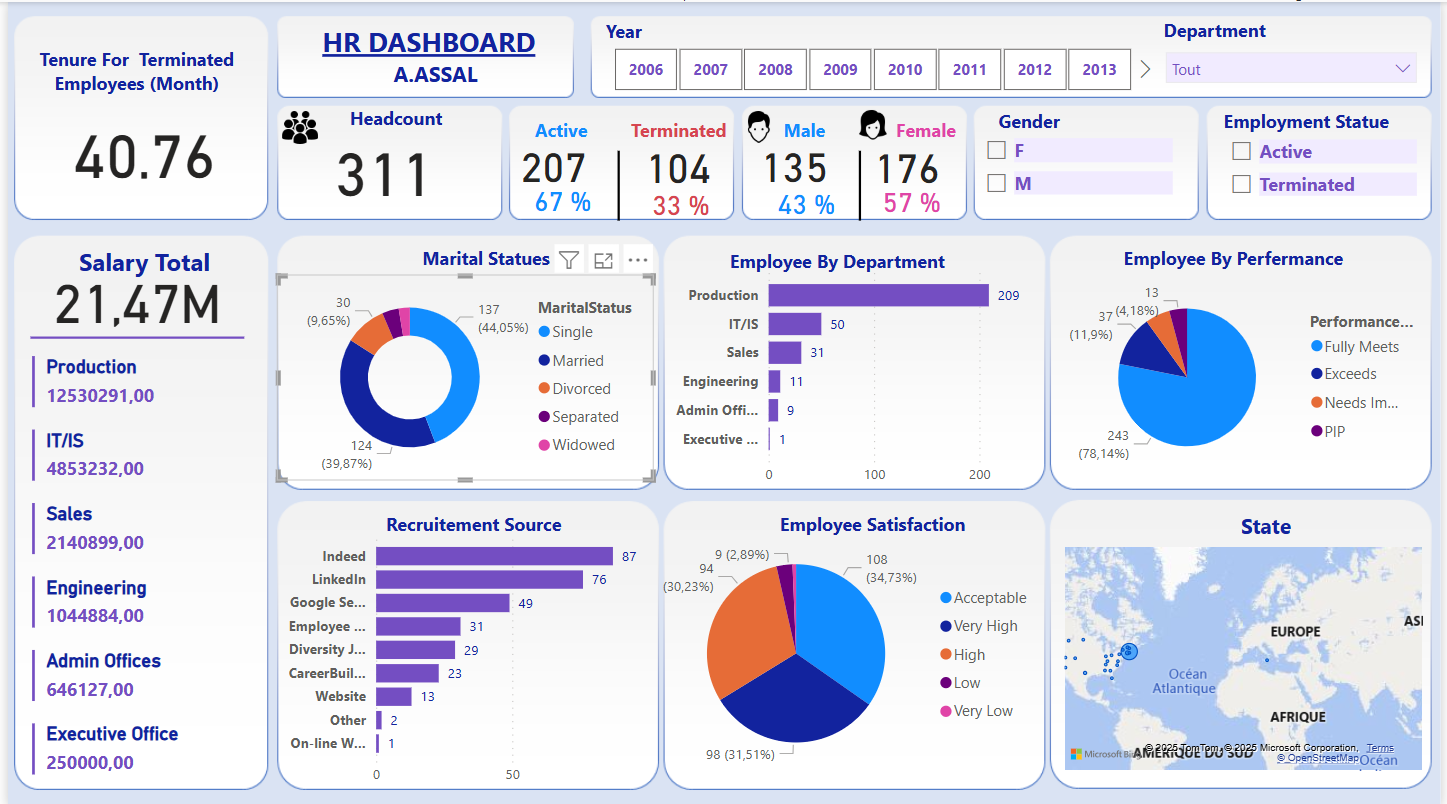 Tenure For Terminated
Employees (Month)
40.76
HR DASHBOARD
A.ASSAL
Year
2006 2007 2008 2009 2010 2011 2012 2013
Department
Tout
Headcount
311
Active
207
67 %
Terminated
104
33 %
Male
135
43 %
Female
176
57 %
Gender
F
M
Employment Statue
Active
Terminated
Salary Total
21,47M
Production
12530291,00
IT/IS
4853232,00
Sales
2140899,00
Engineering
1044884,00
Admin Offices
646127,00
Executive Office
250000,00
Marital Statues
30
(9,65%)
137
(44,05%)
124
(39,87%)
MaritalStatus
Single
Married
Divorced
Separated
Widowed
Employee By Department
Production 209
IT/IS 50
Sales 31
Engineering 11
Admin Offi... 9
Executive ... 1
0 100 200
Employee By Perfermance
13
(4,18%)
37
(11,9%)
243
(78,14%)
Performance...
Fully Meets
Exceeds
Needs Im...
PIP
Recruitement Source
Indeed 87
LinkedIn 76
Google Se... 49
Employee ... 31
Diversity J... 29
CareerBuil... 23
Website 13
Other 2
On-line W... 1
0 50
Employee Satisfaction
9 (2,89%)
94
(30,23%)
108
(34,73%)
98 (31,51%)
Acceptable
Very High
High
Low
Very Low
State
EUROPE
ASI
Océan
Atlantique
AFRIQUE
AMÉRIQUE DU SUD
Océan
Microsoft Bing
© 2025 TomTom, © 2025 Microsoft Corporation, Terms
© OpenStreetMap